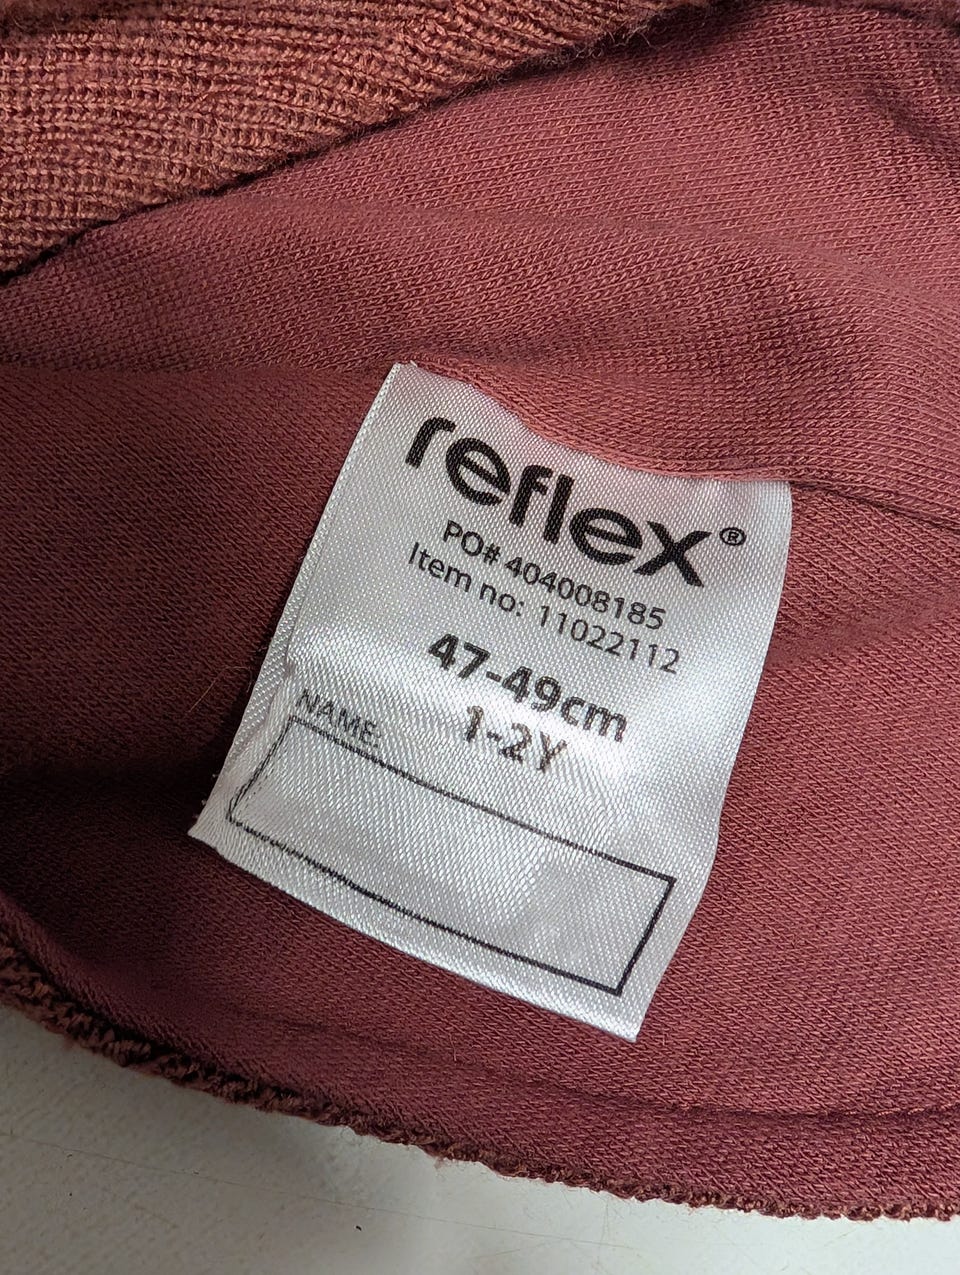 reflex®
PO# 404008185
Item no: 11022112
47-49cm
1-2Y
NAME: